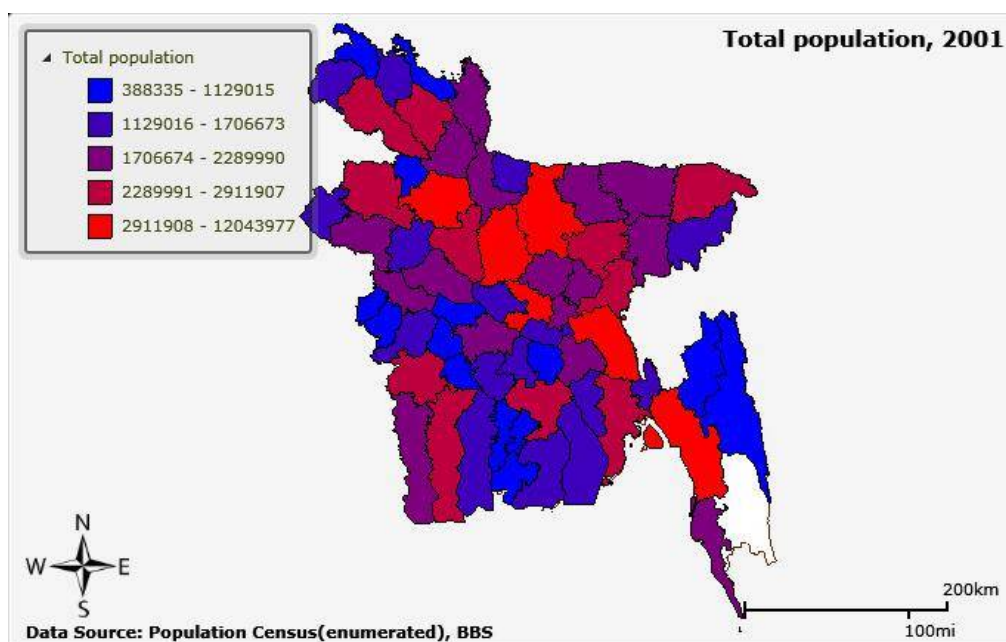 Total population, 2001
Total population
388335 - 1129015
1129016 - 1706673
1706674 - 2289990
2289991 - 2911907
2911908 - 12043977
N
W E
S
200km
100mi
Data Source: Population Census(enumerated), BBS